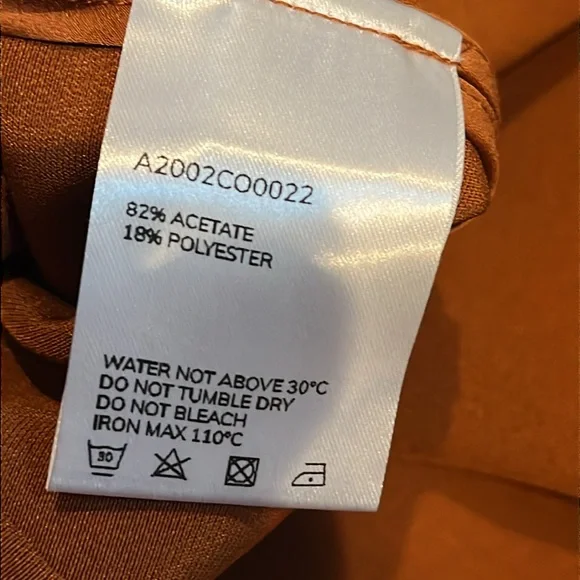 A2002CO0022
82% ACETATE
18% POLYESTER
WATER NOT ABOVE 30°C
DO NOT TUMBLE DRY
DO NOT BLEACH
IRON MAX 110°C
30